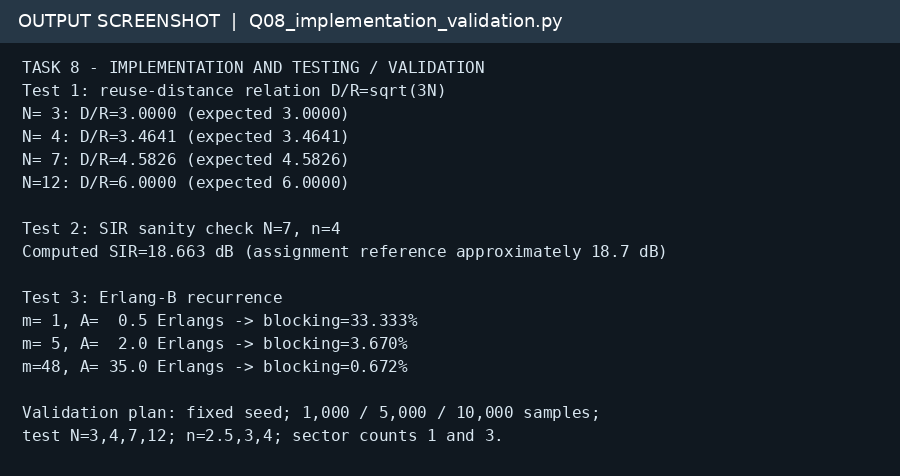 OUTPUT SCREENSHOT | Q08_implementation_validation.py
TASK 8 - IMPLEMENTATION AND TESTING / VALIDATION
Test 1: reuse-distance relation D/R=sqrt(3N)
N= 3: D/R=3.0000 (expected 3.0000)
N= 4: D/R=3.4641 (expected 3.4641)
N= 7: D/R=4.5826 (expected 4.5826)
N=12: D/R=6.0000 (expected 6.0000)
Test 2: SIR sanity check N=7, n=4
Computed SIR=18.663 dB (assignment reference approximately 18.7 dB)
Test 3: Erlang-B recurrence
m= 1, A=  0.5 Erlangs -> blocking=33.333%
m= 5, A=  2.0 Erlangs -> blocking=3.670%
m=48, A= 35.0 Erlangs -> blocking=0.672%
Validation plan: fixed seed; 1,000 / 5,000 / 10,000 samples;
test N=3,4,7,12; n=2.5,3,4; sector counts 1 and 3.